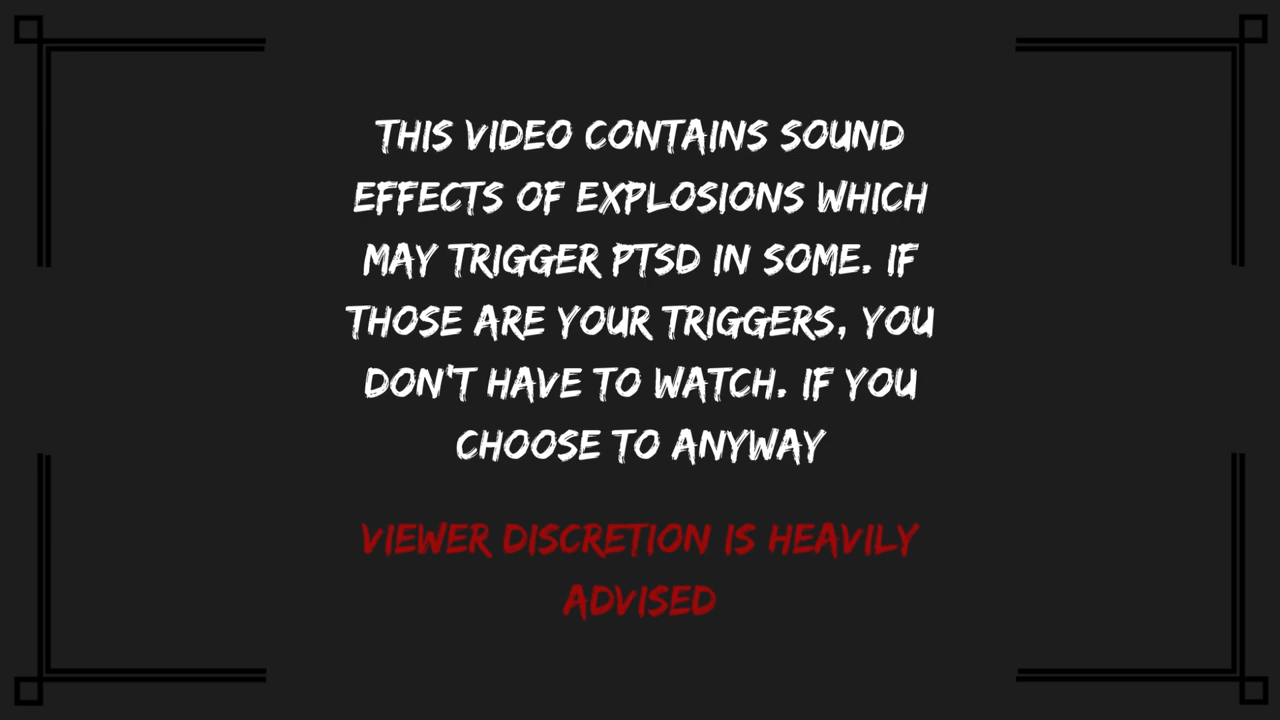 THIS VIDEO CONTAINS SOUND
EFFECTS OF EXPLOSIONS WHICH
MAY TRIGGER PTSD IN SOME. IF
THOSE ARE YOUR TRIGGERS, YOU
DON'T HAVE TO WATCH. IF YOU
CHOOSE TO ANYWAY
VIEWER DISCRETION IS HEAVILY
ADVISED